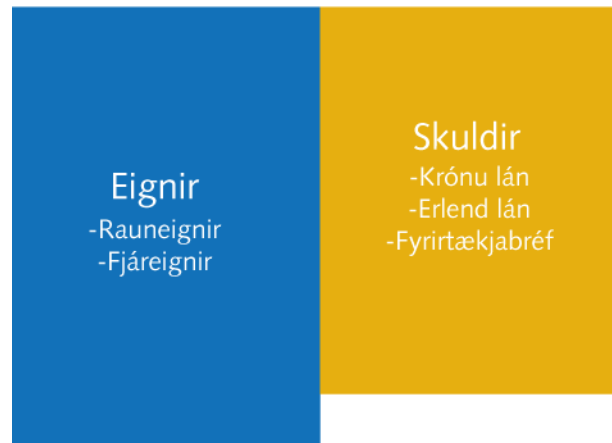 Eignir
-Rauneignir
-Fjáreignir
Skuldir
-Krónu lán
-Erlend lán
-Fyrirtækjabréf